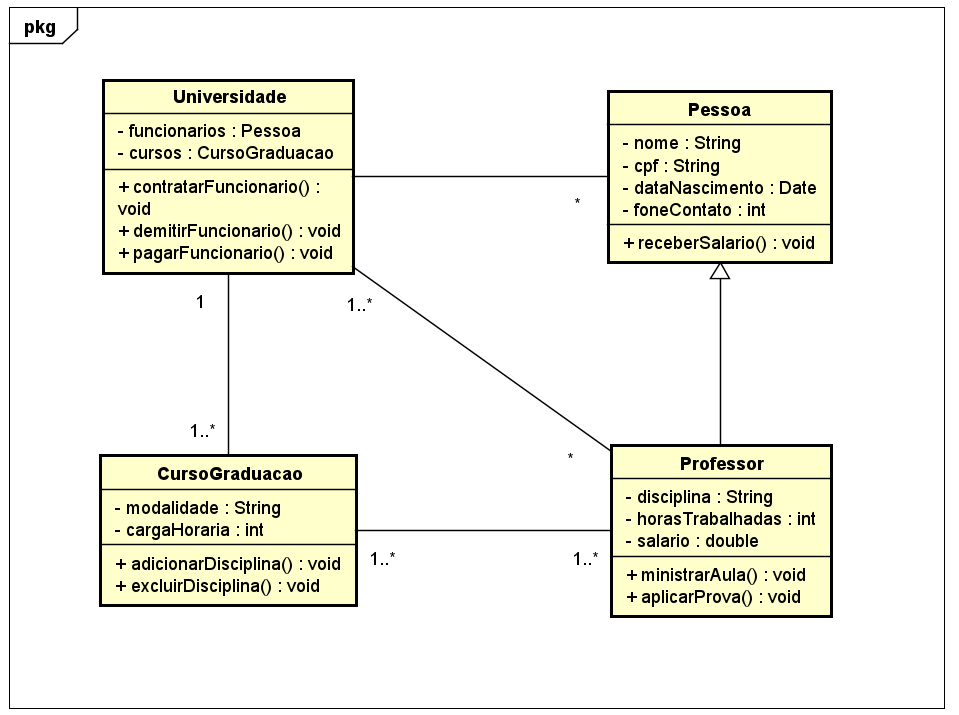 pkg
Universidade
- funcionarios : Pessoa
- cursos : CursoGraduacao
+ contratarFuncionario() :
void
+ demitirFuncionario() : void
+ pagarFuncionario() : void
Pessoa
- nome : String
- cpf : String
- dataNascimento : Date
- foneContato : int
+ receberSalario() : void
*
1
1..*
1..*
*
1..*
1..*
CursoGraduacao
- modalidade : String
- cargaHoraria : int
+ adicionarDisciplina() : void
+ excluirDisciplina() : void
Professor
- disciplina : String
- horasTrabalhadas : int
- salario : double
+ ministrarAula() : void
+ aplicarProva() : void